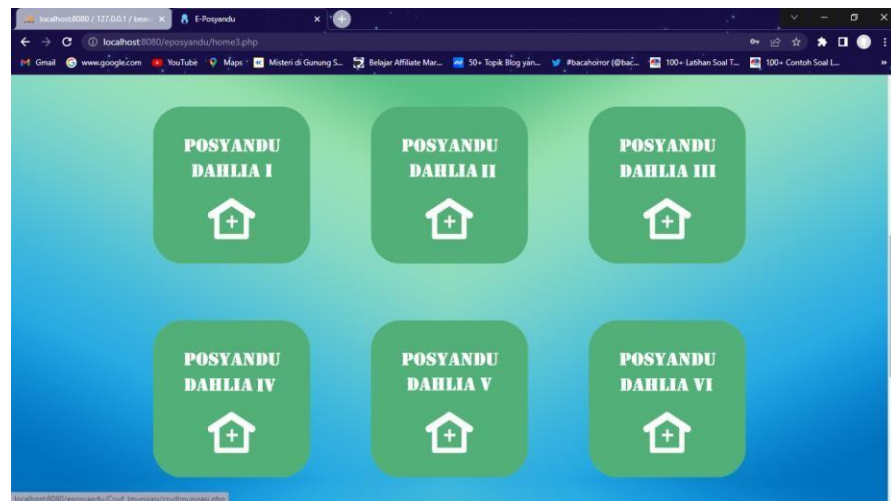 localhost:8080 / 127.0.0.1 / bean
E-Posyandu
localhost:8080/eposyandu/home3.php
Gmail
www.google.com
YouTube
Maps
Misteri di Gunung S...
Belajar Affiliate Mar...
50+ Topik Blog yan...
#bacahorror (@bac...
100+ Latihan Soal T...
100+ Contoh Soal L...
POSYANDU
DAHLIA I
POSYANDU
DAHLIA II
POSYANDU
DAHLIA III
POSYANDU
DAHLIA IV
POSYANDU
DAHLIA V
POSYANDU
DAHLIA VI
localhost:8080/eposyandu/Crud_Imunisasi/crudImunisasi.php